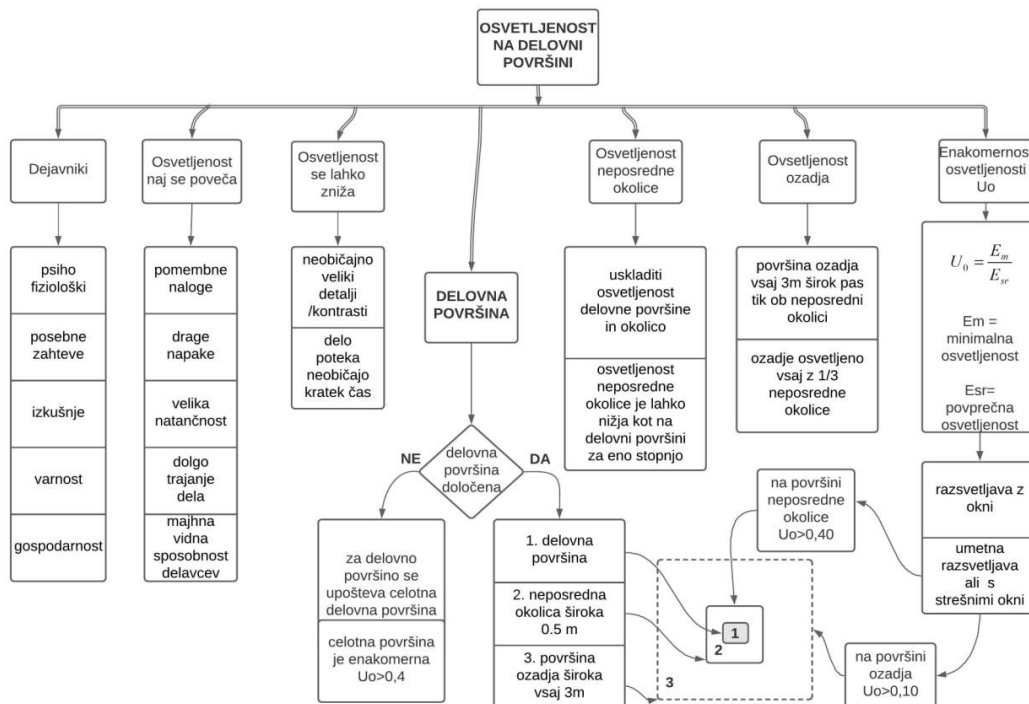 OSVETLJENOST
NA DELOVNI
POVRŠINI
Dejavniki
psiho
fiziološki
posebne
zahteve
izkušnje
varnost
gospodarnost
Osvetljenost
naj se poveča
pomembne
naloge
drage
napake
velika
natančnost
dolgo
trajanje
dela
majhna
vidna
sposobnost
delavcev
Osvetljenost
se lahko
zniža
neobičajno
veliki
detalji
/kontrasti
delo
poteka
neobičajo
kratek čas
DELOVNA
POVRŠINA
delovna
površina
določena
NE
DA
za delovno
površino se
upošteva celotna
delovna površina
celotna površina
je enakomerna
Uo>0,4
1. delovna
površina
2. neposredna
okolica široka
0.5 m
3. površina
ozadja široka
vsaj 3m
Osvetljenost
neposredne
okolice
uskladiti
osvetljenost
delovne površine
in okolico
osvetljenost
neposredne
okolice je lahko
nižja kot na
delovni površini
za eno stopnjo
Ovsetljenost
ozadja
površina ozadja
vsaj 3m širok pas
tik ob neposredni
okolici
ozadje osvetljeno
vsaj z 1/3
neposredne
okolice
Enakomernost
osvetljenosti
Uo
U0 = Em / Esr
Em =
minimalna
osvetljenost
Esr=
povprečna
osvetljenost
razsvetljava z
okni
umetna
razsvetljava
ali s
strešnimi okni
na površini
neposredne
okolice
Uo>0,40
na površini
ozadja
Uo>0,10
1
2
3